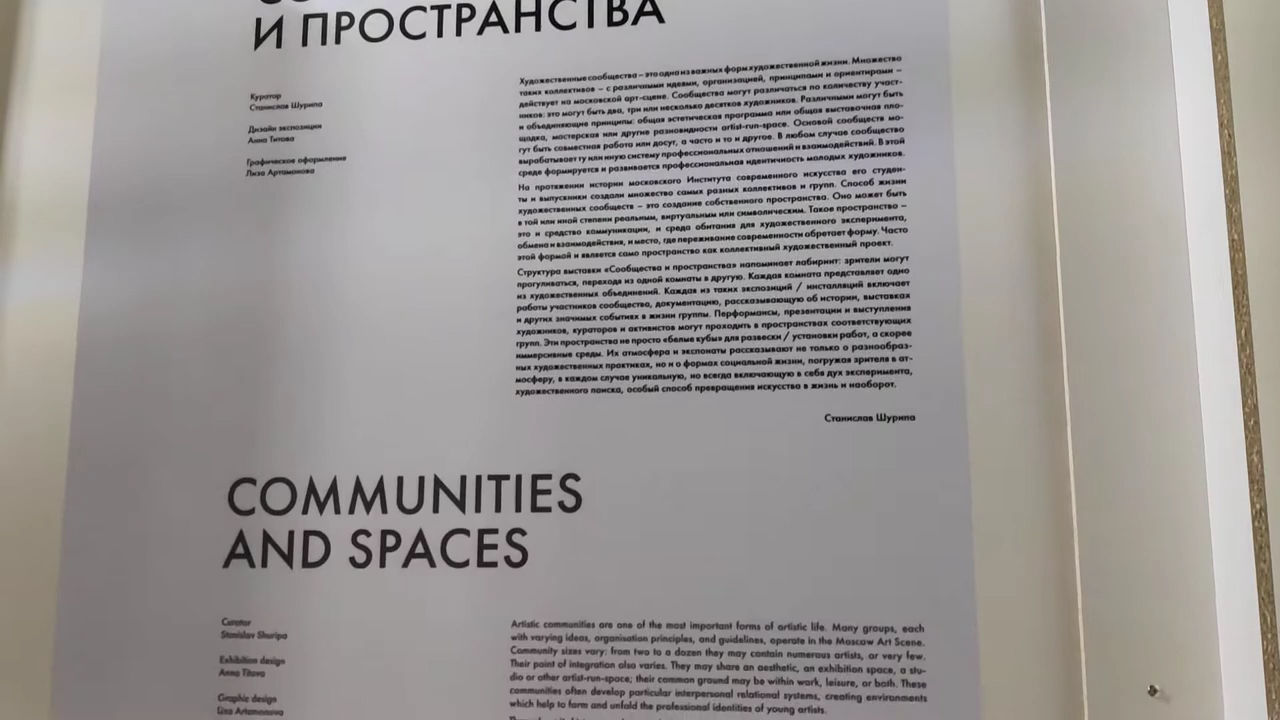 И ПРОСТРАНСТВА
Куратор
Станислав Шурипа
Дизайн экспозиции
Анна Титова
Графическое оформление
Лиза Артамонова
Художественные сообщества – это одна из важных форм художественной жизни. Множество
таких коллективов – с различными идеями, организацией, принципами и ориентирами –
действует на московской арт-сцене. Сообщества могут различаться по количеству участ-
ников: это могут быть два, три или несколько десятков художников. Различными могут быть
и объединяющие принципы: общая эстетическая программа или общая выставочная пло-
щадка, мастерская или другие разновидности artist-run-space. Основой сообществ мо-
гут быть совместная работа или досуг, а часто и то и другое. В любом случае сообщество
вырабатывает ту или иную систему профессиональных отношений и взаимодействий. В этой
среде формируется и развивается профессиональная идентичность молодых художников.
На протяжении истории московского Института современного искусства его студен-
ты и выпускники создали множество самых разных коллективов и групп. Способ жизни
художественных сообществ – это создание собственного пространства. Оно может быть
в той или иной степени реальным, виртуальным или символическим. Такое пространство –
это и средство коммуникации, и среда обитания для художественного эксперимента,
обмена и взаимодействия, и место, где переживание современности обретает форму. Часто
этой формой и является само пространство как коллективный художественный проект.
Структура выставки «Сообщества и пространства» напоминает лабиринт: зрители могут
прогуливаться, переходя из одной комнаты в другую. Каждая комната представляет одно
из художественных объединений. Каждая из таких экспозиций / инсталляций включает
работы участников сообщества, документацию, рассказывающую об истории, выставках
и других значимых событиях в жизни группы. Перформансы, презентации и выступления
художников, кураторов и активистов могут проходить в пространствах соответствующих
групп. Эти пространства не просто «белые кубы» для развески / установки работ, а скорее
иммерсивные среды. Их атмосфера и экспонаты рассказывают не только о разнообраз-
ных художественных практиках, но и о формах социальной жизни, погружая зрителя в ат-
мосферу, в каждом случае уникальную, но всегда включающую в себя дух эксперимента,
художественного поиска, особый способ превращения искусства в жизнь и наоборот.
Станислав Шурипа
COMMUNITIES
AND SPACES
Curator
Stanislav Shuripa
Exhibition design
Anna Titova
Graphic design
Liza Artamonova
Artistic communities are one of the most important forms of artistic life. Many groups, each
with varying ideas, organisation principles, and guidelines, operate in the Moscow Art Scene.
Community sizes vary: from two to a dozen they may contain numerous artists, or very few.
Their point of integration also varies. They may share an aesthetic, an exhibition space, a stu-
dio or other artist-run-space; their common ground may be within work, leisure, or both. These
communities often develop particular interpersonal relational systems, creating environments
which help to form and unfold the professional identities of young artists.